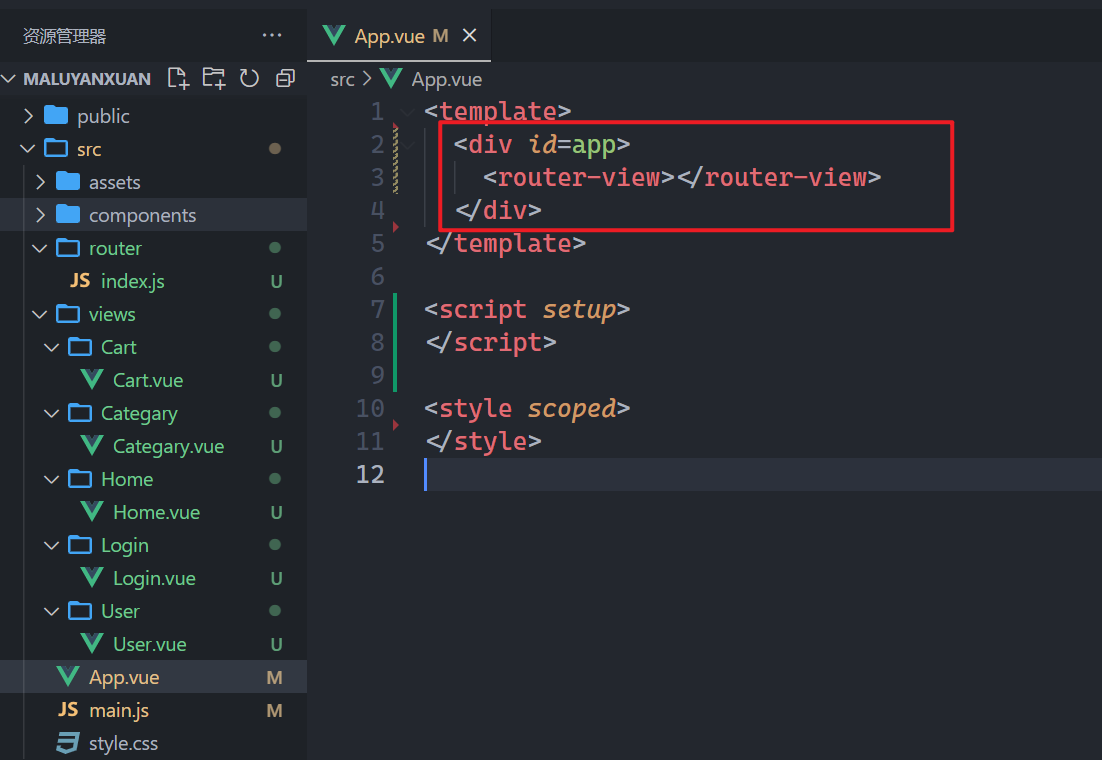 资源管理器 ···
MALUYANXUAN
public
src
assets
components
router
JS index.js U
views
Cart
Cart.vue U
Categary
Categary.vue U
Home
Home.vue U
Login
Login.vue U
User
User.vue U
App.vue M
JS main.js M
style.css
App.vue M ×
src > App.vue
1 <template>
2 <div id=app>
3 <router-view></router-view>
4 </div>
5 </template>
6
7 <script setup>
8 </script>
9
10 <style scoped>
11 </style>
12